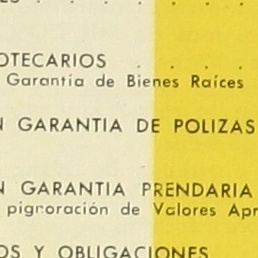 OTECARIOS . . . .
Garantía de Bienes Raíces
N GARANTIA DE POLIZAS
N GARANTIA PRENDARIA
pignoración de Valores Apr
OS Y OBLIGACIONES